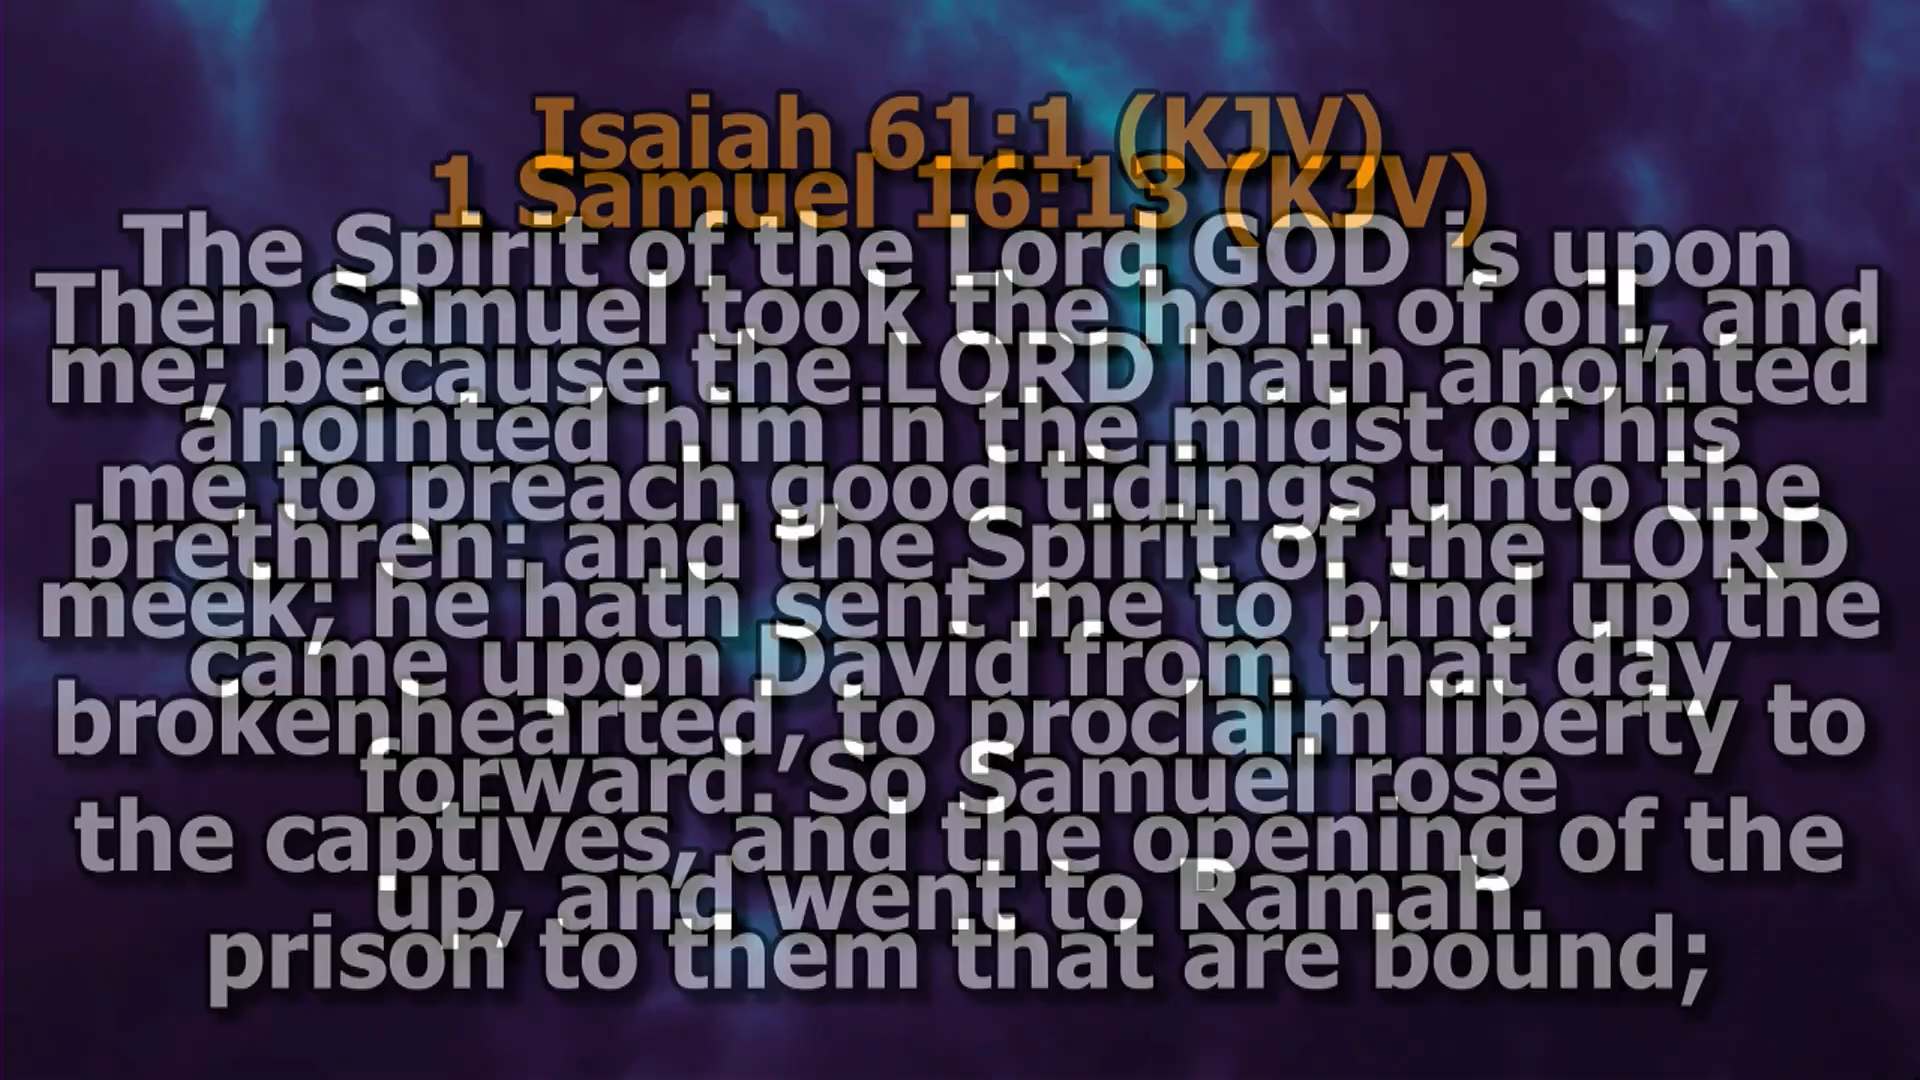 Isaiah 61:1 (KJV)
The Spirit of the Lord GOD is upon
me; because the LORD hath anointed
me to preach good tidings unto the
meek; he hath sent me to bind up the
brokenhearted, to proclaim liberty to
the captives, and the opening of the
prison to them that are bound;
1 Samuel 16:13 (KJV)
Then Samuel took the horn of oil, and
anointed him in the midst of his
brethren: and the Spirit of the LORD
came upon David from that day
forward. So Samuel rose
up, and went to Ramah.